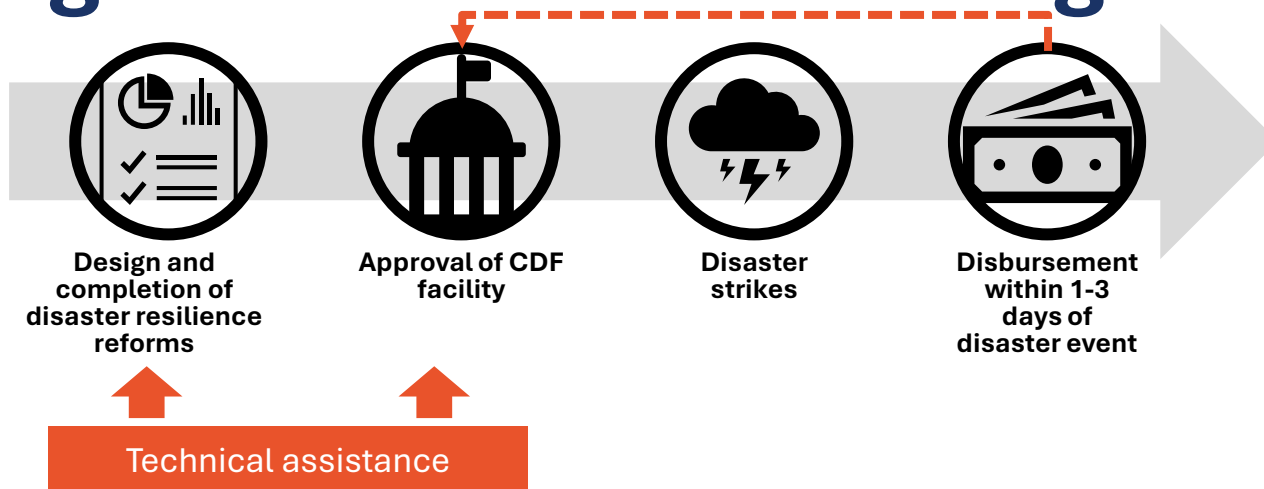 Design and
completion of
disaster resilience
reforms
Approval of CDF
facility
Disaster
strikes
Disbursement
within 1-3
days of
disaster event
Technical assistance